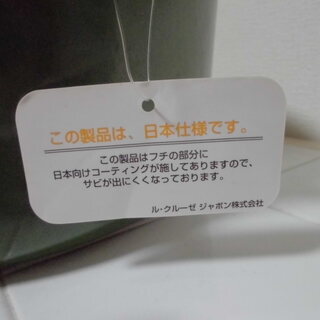 この製品は、日本仕様です。
この製品はフチの部分に
日本向けコーティングが施してありますので、
サビが出にくくなっております。
ル・クルーゼ ジャポン株式会社